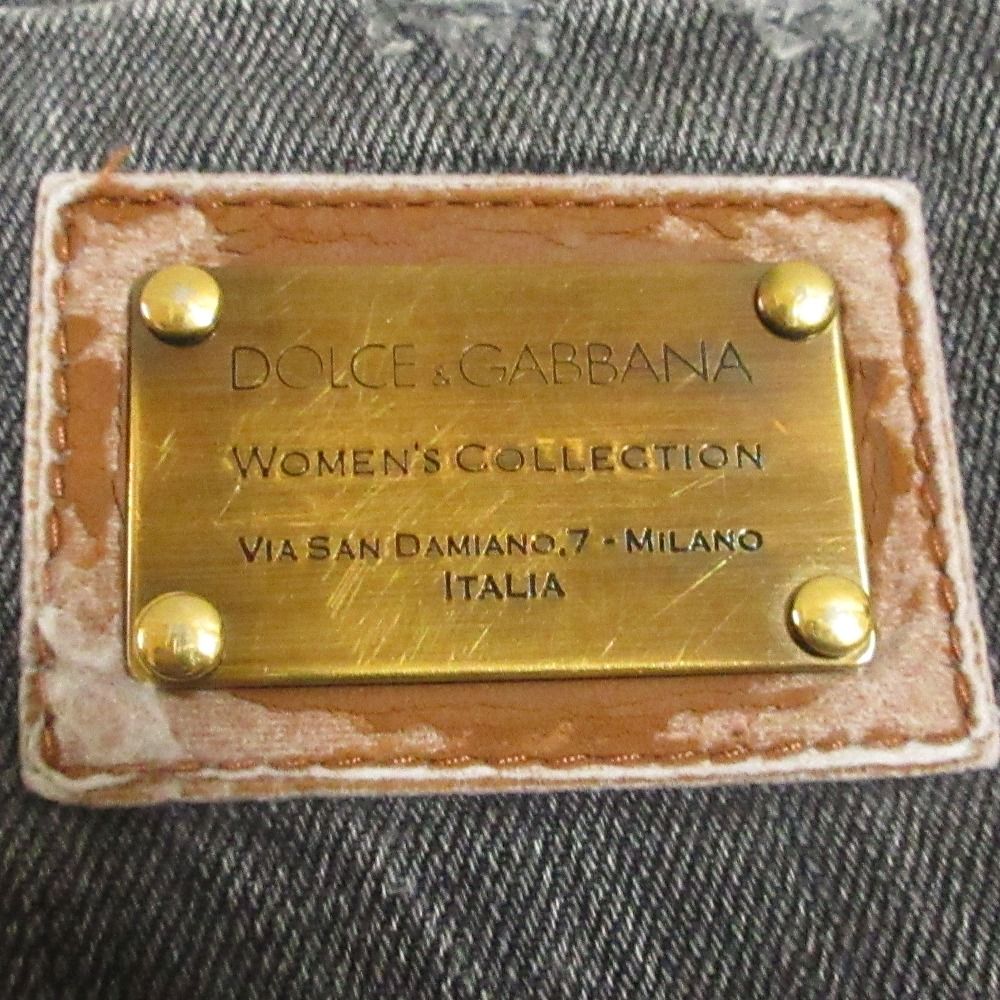 DOLCE & GABBANA
WOMEN'S COLLECTION
VIA SAN DAMIANO,7 - MILANO
ITALIA